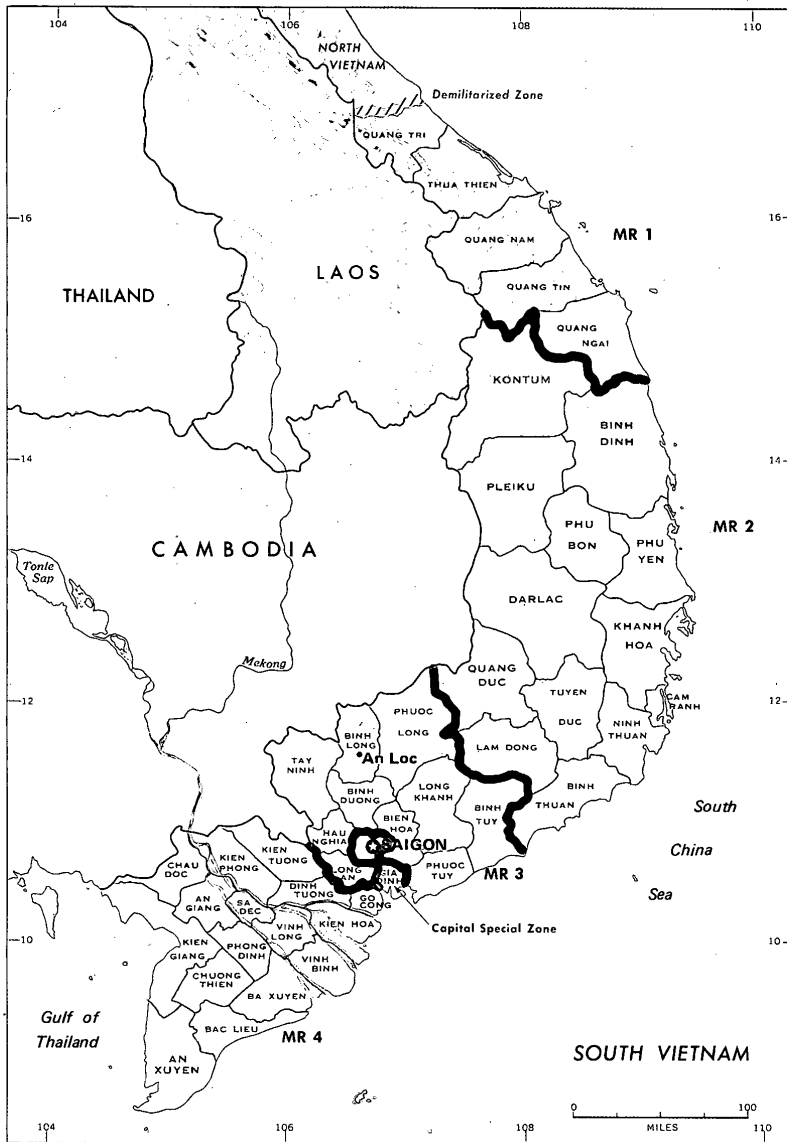 104
106
108
110
NORTH
VIETNAM
Demilitarized Zone
QUANG TRI
THUA THIEN
16
16
QUANG NAM
MR 1
LAOS
THAILAND
QUANG TIN
QUANG
NGAI
KONTUM
BINH
DINH
14
14
PLEIKU
PHU
BON
MR 2
PHU
YEN
CAMBODIA
Tonle
Sap
DARLAC
KHANH
HOA
Mekong
QUANG
DUC
12
12
TUYEN
DUC
CAM
RANH
PHUOC
LONG
NINH
THUAN
BINH
LONG
An Loc
LAM DONG
TAY
NINH
BINH
DUONG
LONG
KHANH
BINH
TUY
BINH
THUAN
BIEN
HOA
HAU
NGHIA
SAIGON
South
China
Sea
KIEN
TUONG
KIEN
PHONG
CHAU
DOC
LONG
AN
GIA
DINH
PHUOC
TUY
MR 3
DINH
TUONG
GO
CONG
Capital Special Zone
AN
GIANG
SA
DEC
VINH
LONG
KIEN HOA
10
10
KIEN
GIANG
PHONG
DINH
VINH
BINH
CHUONG
THIEN
BA XUYEN
Gulf of
Thailand
BAC LIEU
MR 4
AN
XUYEN
SOUTH VIETNAM
0
100
MILES
104
106
108
110